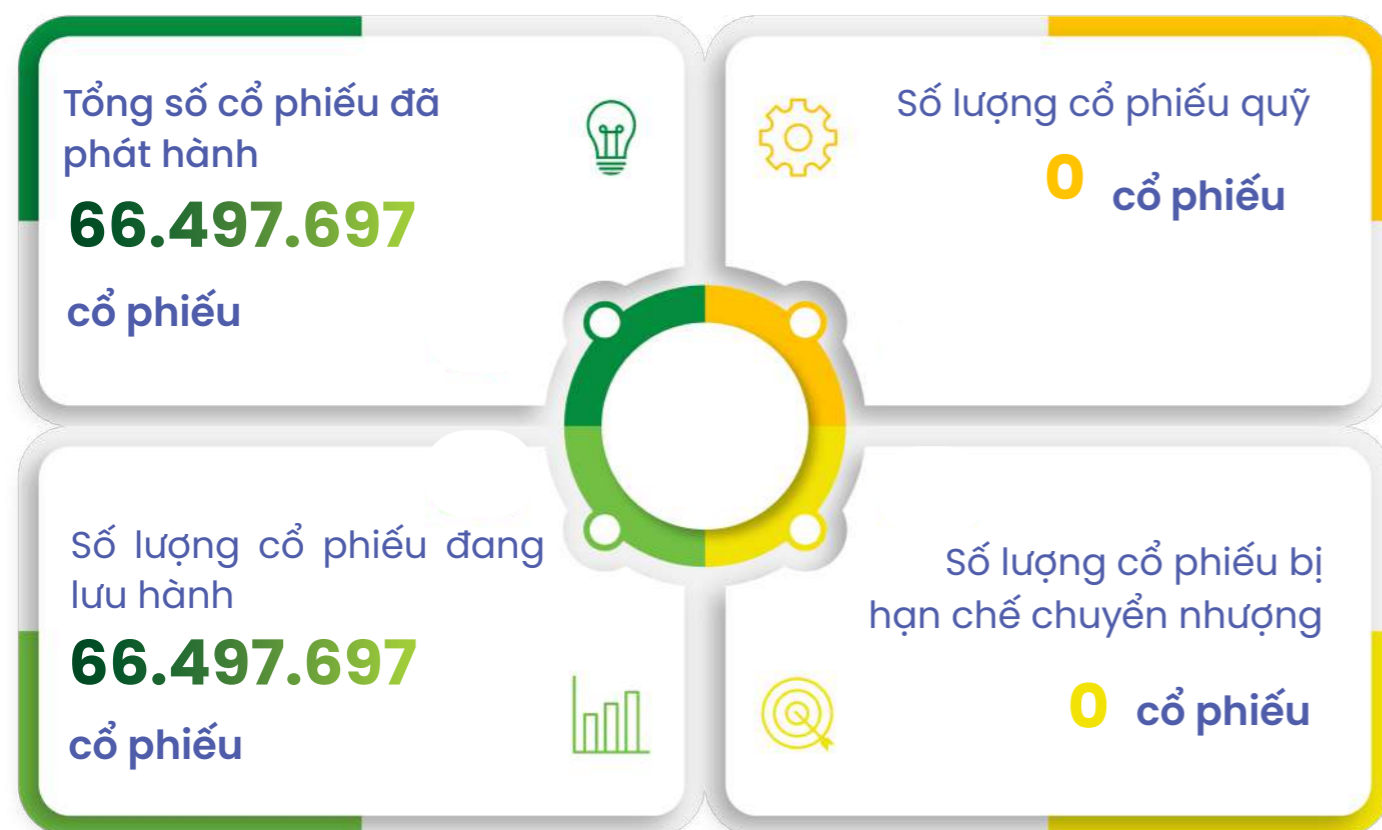 Tổng số cổ phiếu đã
phát hành
66.497.697
cổ phiếu
Số lượng cổ phiếu quỹ
0 cổ phiếu
Số lượng cổ phiếu đang
lưu hành
66.497.697
cổ phiếu
Số lượng cổ phiếu bị
hạn chế chuyển nhượng
0 cổ phiếu